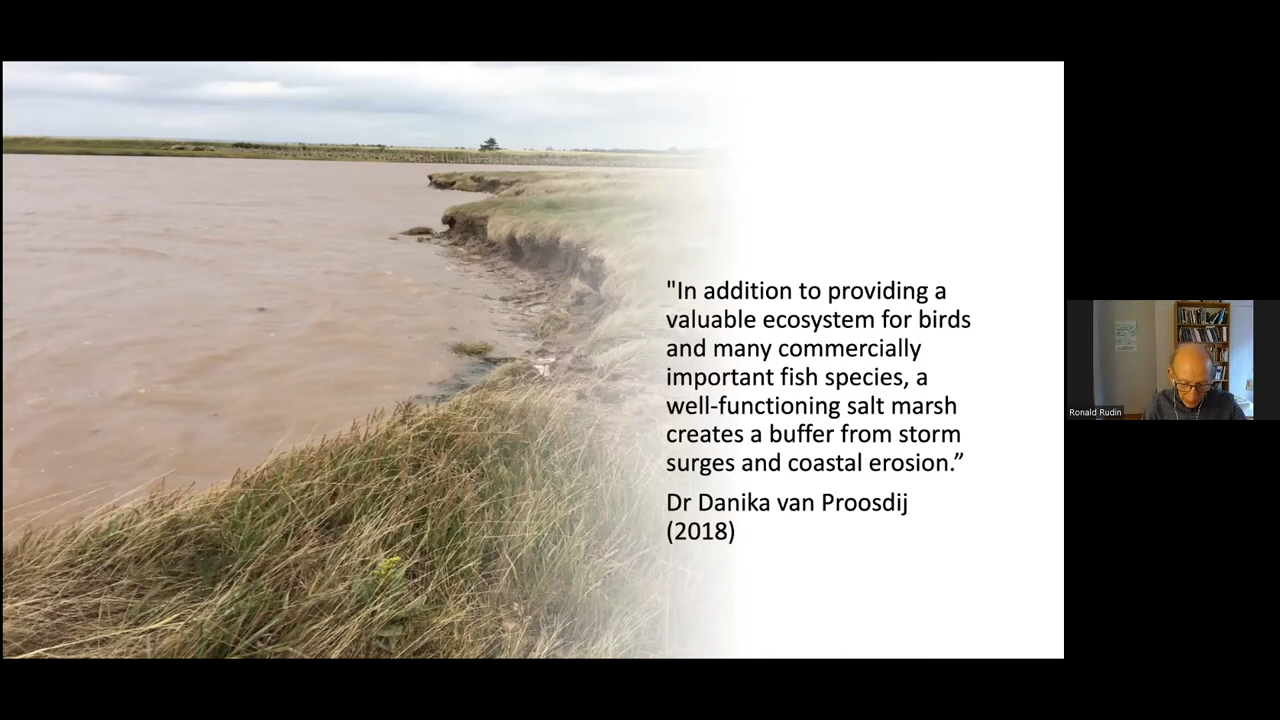 "In addition to providing a
valuable ecosystem for birds
and many commercially
important fish species, a
well-functioning salt marsh
creates a buffer from storm
surges and coastal erosion.”
Dr Danika van Proosdij
(2018)
Ronald Rudin